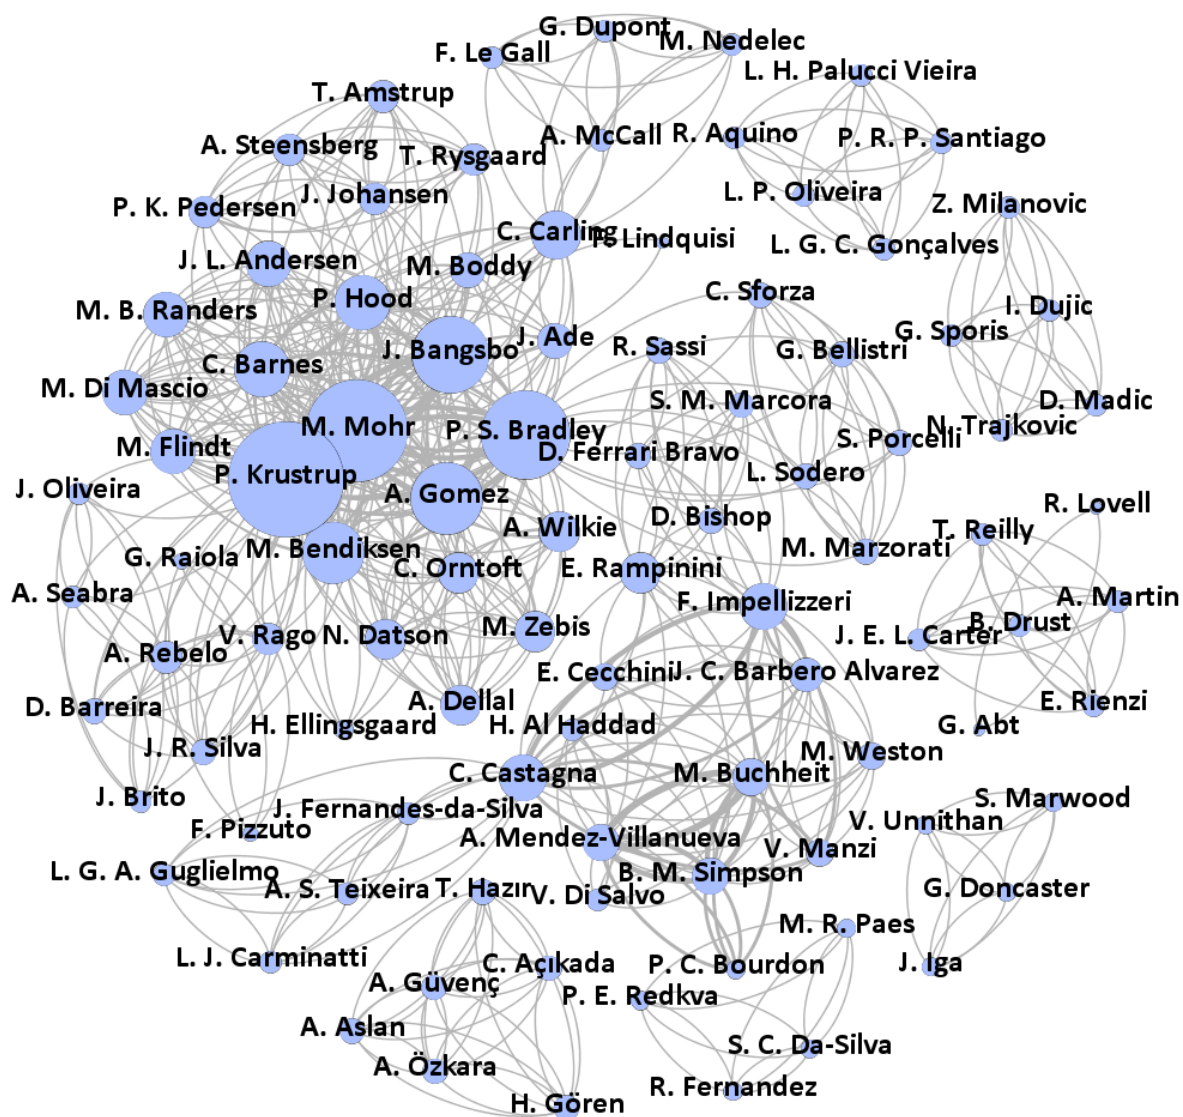 G. Dupont
M. Nedelec
F. Le Gall
L. H. Palucci Vieira
T. Amstrup
A. McCall
R. Aquino
P. R. P. Santiago
A. Steensberg
T. Rysgaard
J. Johansen
L. P. Oliveira
P. K. Pedersen
Z. Milanovic
C. Carling
Lindquisi
L. G. C. Gonçalves
J. L. Andersen
M. Boddy
P. Hood
C. Sforza
M. B. Randers
I. Dujic
J. Ade
G. Sporis
J. Bangsbo
R. Sassi
G. Bellistri
C. Barnes
M. Di Mascio
S. M. Marcora
D. Madic
M. Mohr
P. S. Bradley
N. Trajkovic
M. Flindt
S. Porcelli
D. Ferrari Bravo
P. Krustrup
L. Sodero
J. Oliveira
A. Gomez
R. Lovell
D. Bishop
A. Wilkie
T. Reilly
M. Bendiksen
G. Raiola
M. Marzorati
C. Orntoft
E. Rampinini
A. Seabra
F. Impellizzeri
A. Martin
B. Drust
V. Rago
N. Datson
M. Zebis
J. E. L. Carter
A. Rebelo
E. Cecchini
J. C. Barbero Alvarez
D. Barreira
A. Dellal
E. Rienzi
H. Ellingsgaard
H. Al Haddad
G. Abt
J. R. Silva
M. Weston
C. Castagna
M. Buchheit
J. Brito
S. Marwood
J. Fernandes-da-Silva
V. Unnithan
F. Pizzuto
A. Mendez-Villanueva
V. Manzi
L. G. A. Guglielmo
B. M. Simpson
A. S. Teixeira
T. Hazır
V. Di Salvo
G. Doncaster
M. R. Paes
L. J. Carminatti
C. Açıkada
P. C. Bourdon
J. Iga
A. Güvenç
P. E. Redkva
A. Aslan
S. C. Da-Silva
A. Özkara
R. Fernandez
H. Gören